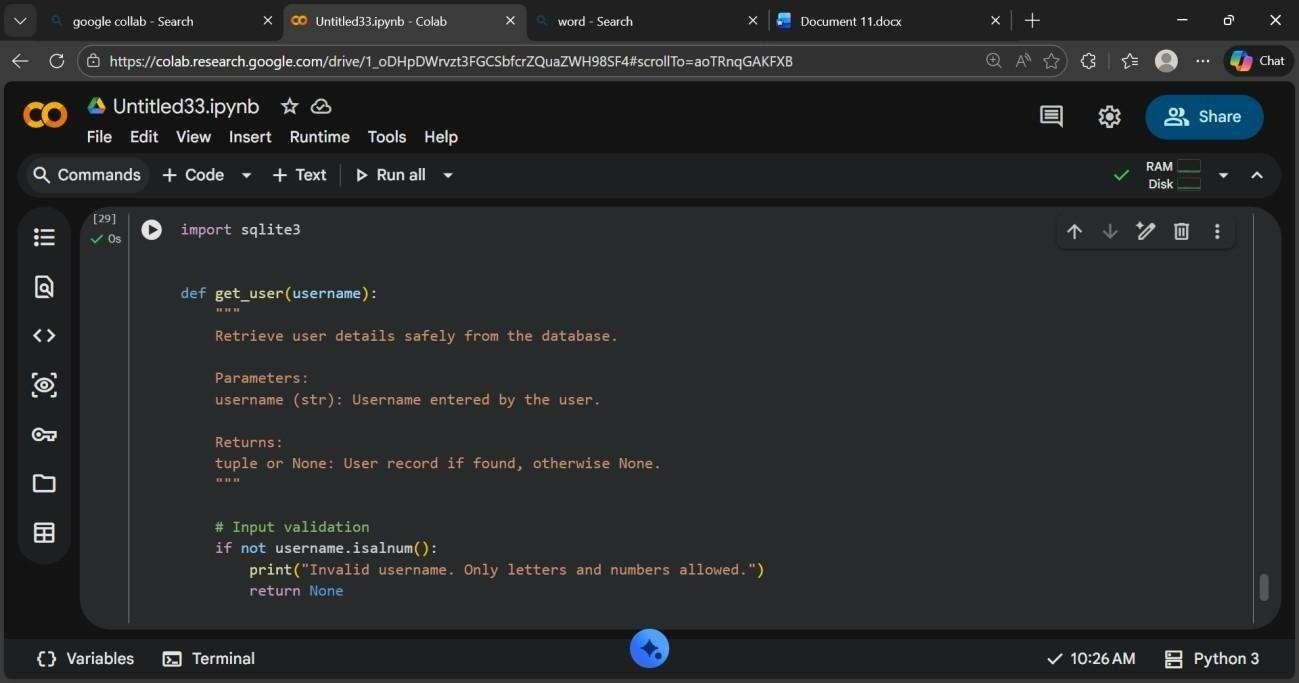 google collab - Search
Untitled33.ipynb - Colab
word - Search
Document 11.docx
https://colab.research.google.com/drive/1_oDHpDWrvzt3FGCSbfcrZQuaZWH98SF4#scrollTo=aoTRnqGAKFXB
Chat
Untitled33.ipynb
File Edit View Insert Runtime Tools Help
Share
Commands + Code + Text Run all
RAM
Disk
[29]
0s
import sqlite3
def get_user(username):
"""
Retrieve user details safely from the database.
Parameters:
username (str): Username entered by the user.
Returns:
tuple or None: User record if found, otherwise None.
"""
# Input validation
if not username.isalnum():
print("Invalid username. Only letters and numbers allowed.")
return None
Variables Terminal
10:26 AM Python 3